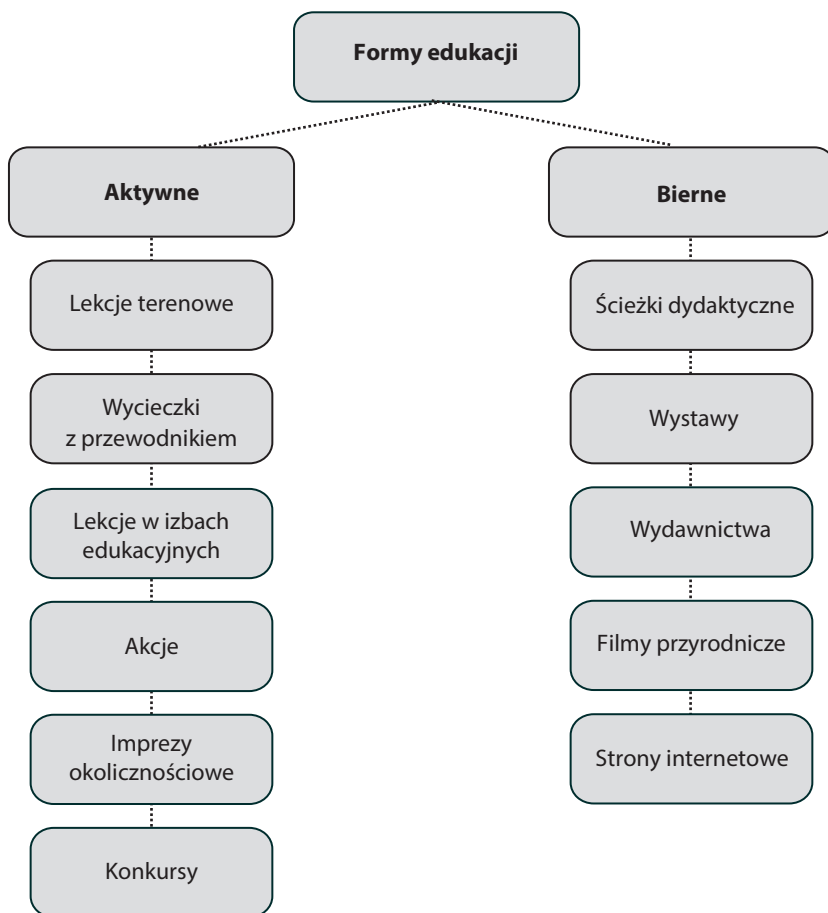 Formy edukacji
Aktywne
Lekcje terenowe
Wycieczki
z przewodnikiem
Lekcje w izbach
edukacyjnych
Akcje
Imprezy
okolicznościowe
Konkursy
Bierne
Ścieżki dydaktyczne
Wystawy
Wydawnictwa
Filmy przyrodnicze
Strony internetowe